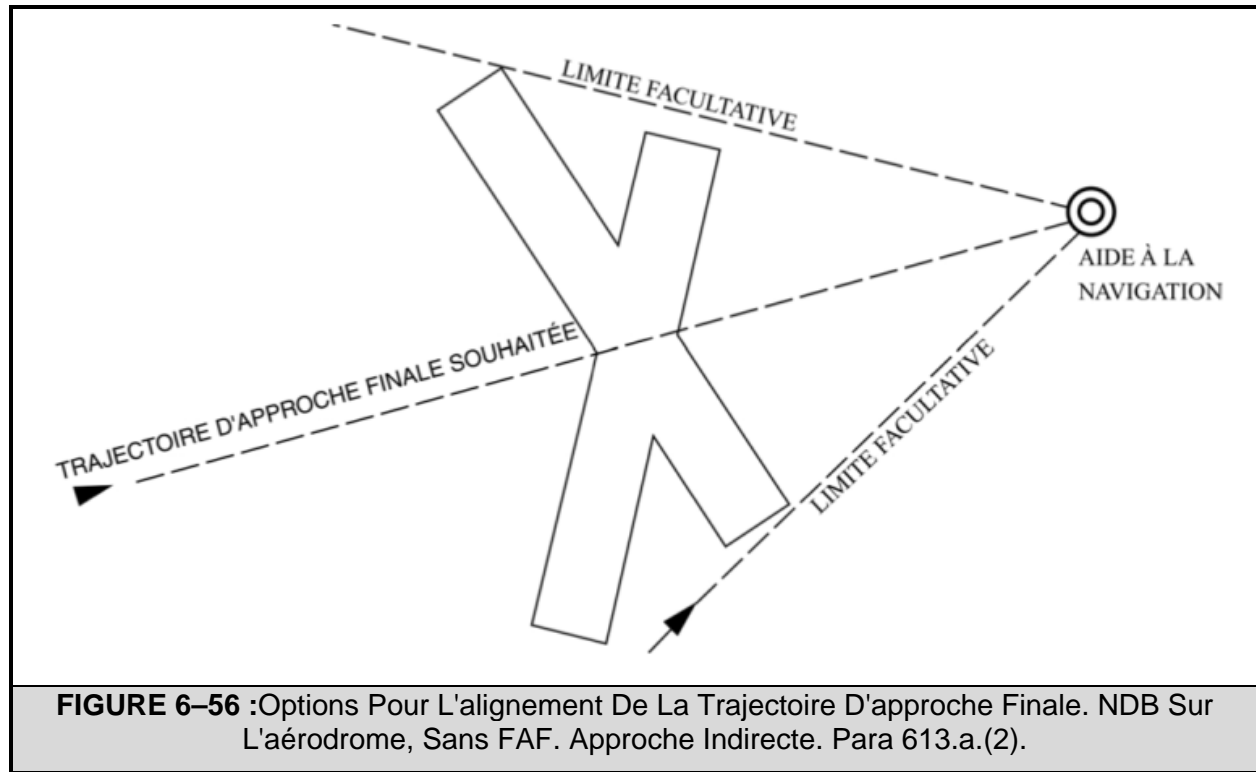 LIMITE FACULTATIVE
AIDE À LA
NAVIGATION
TRAJECTOIRE D'APPROCHE FINALE SOUHAITÉE
LIMITE FACULTATIVE
FIGURE 6–56 :Options Pour L'alignement De La Trajectoire D'approche Finale. NDB Sur
L'aérodrome, Sans FAF. Approche Indirecte. Para 613.a.(2).